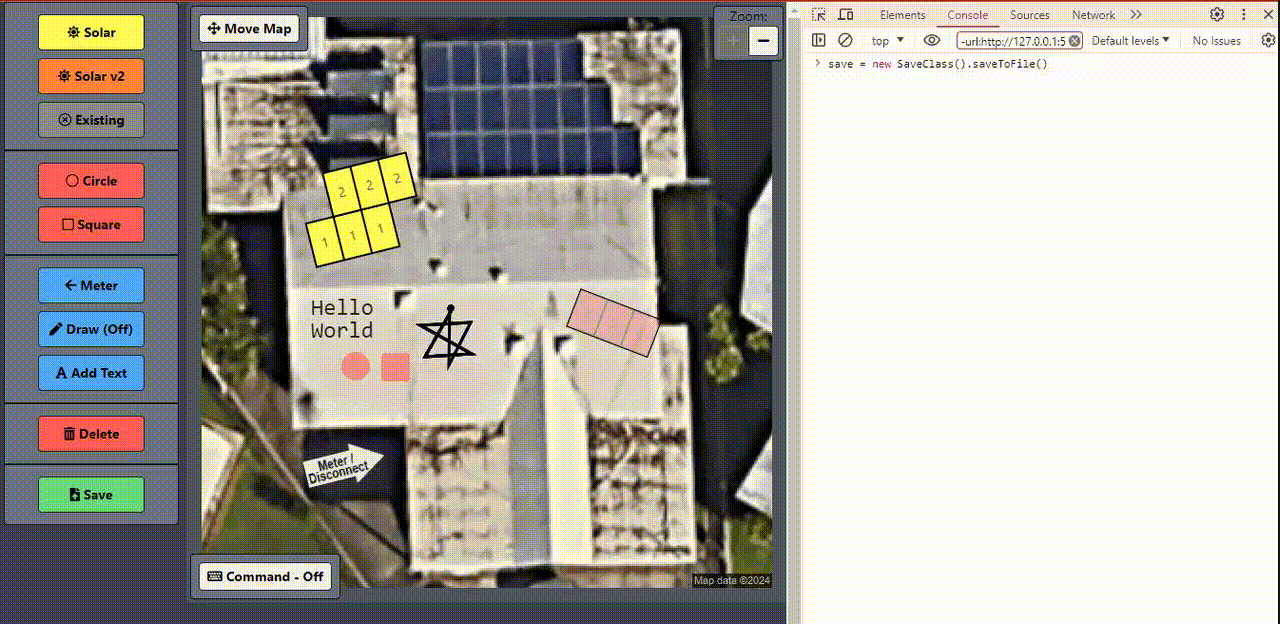 Solar
Solar v2
Existing
Circle
Square
Meter
Draw (Off)
A Add Text
Delete
Save
Move Map
Zoom:
+ −
2 2 2
1 1 1
Hello
World
Meter /
Disconnect
Command - Off
Map data ©2024
Elements Console Sources Network
top -url:http://127.0.0.1:5 Default levels No Issues
save = new SaveClass().saveToFile()